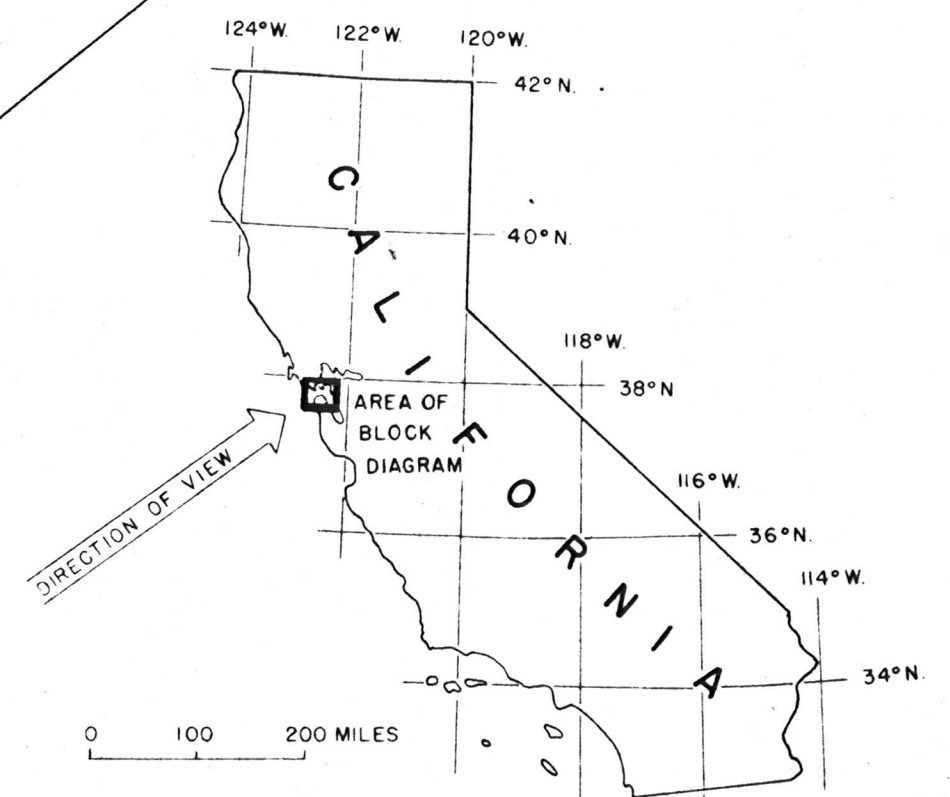 124°W. 122°W. 120°W.
42°N.
CALIFORNIA
40°N.
118°W.
38°N
AREA OF
BLOCK
DIAGRAM
DIRECTION OF VIEW
116°W.
36°N.
114°W.
34°N.
0 100 200 MILES